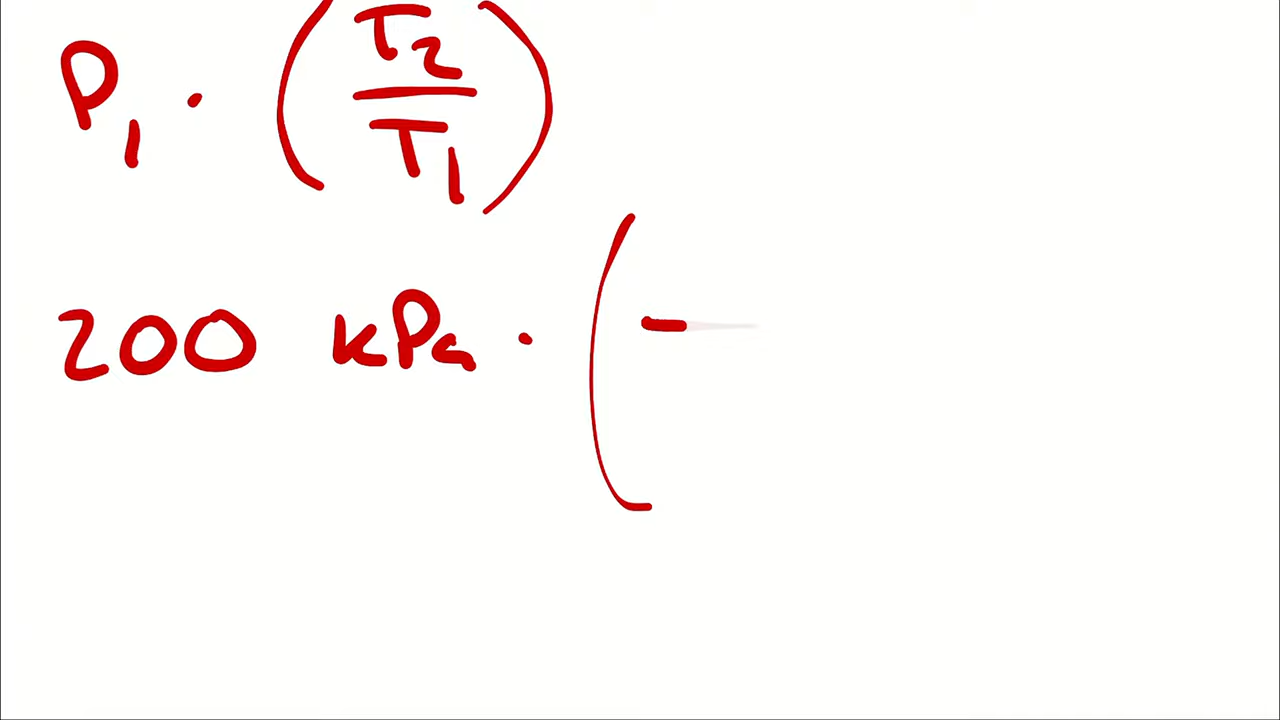 P₁ · (T₂/T₁)
200 kPa · (